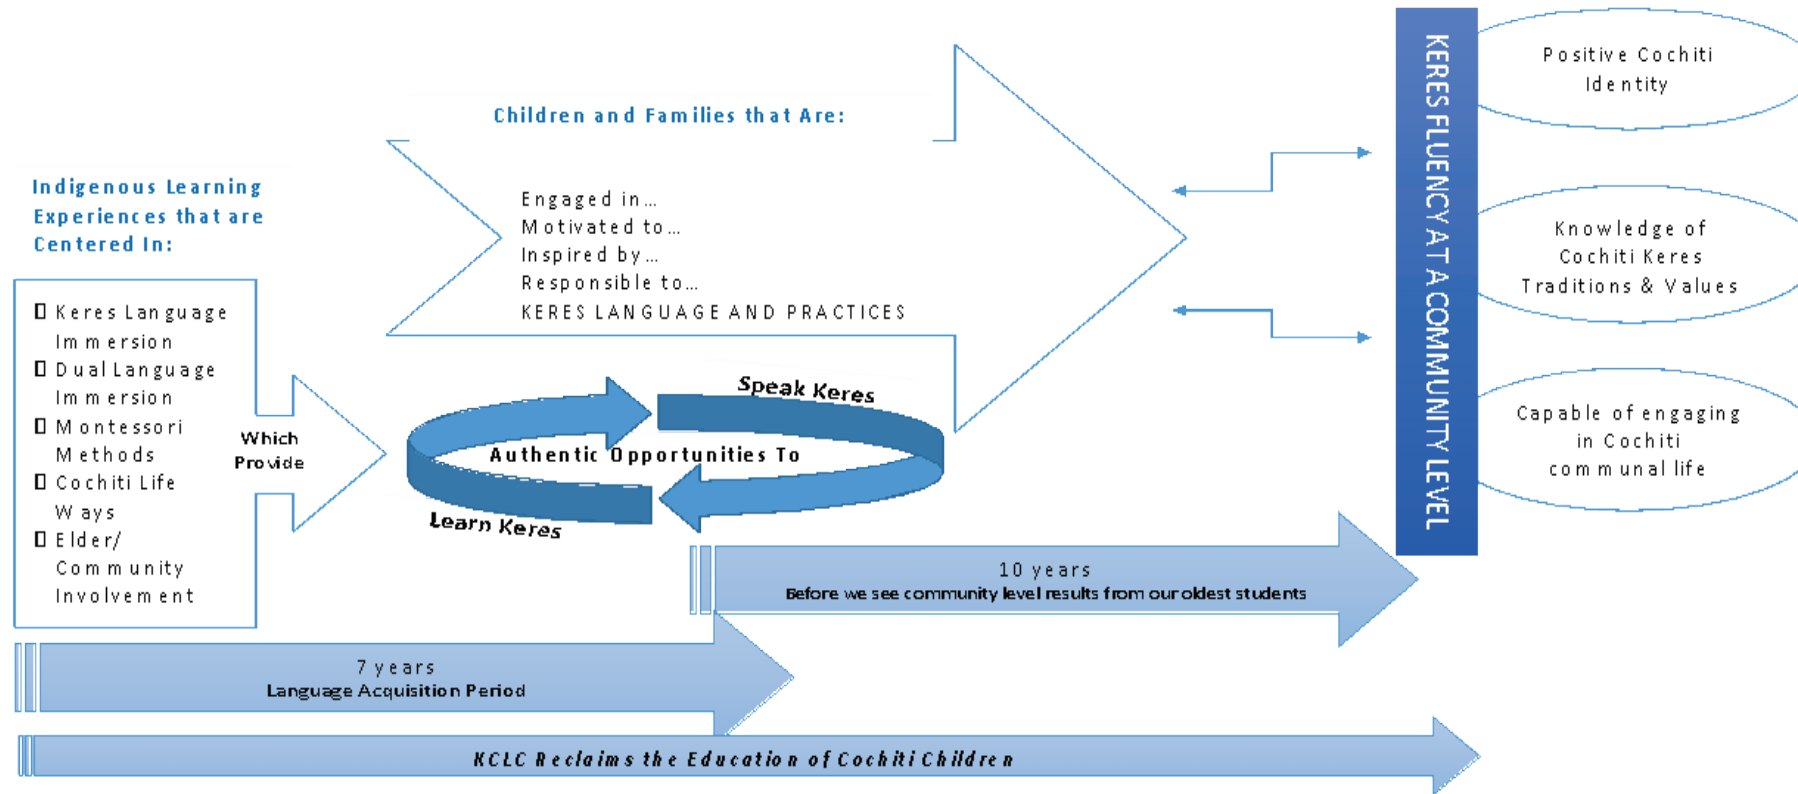 Indigenous Learning
Experiences that are
Centered In:
▯ Keres Language
Immersion
▯ Dual Language
Immersion
▯ Montessori
Methods
▯ Cochiti Life
Ways
▯ Elder/
Community
Involvement
Which
Provide
Children and Families that Are:
Engaged in...
Motivated to...
Inspired by...
Responsible to...
KERES LANGUAGE AND PRACTICES
Speak Keres
Authentic Opportunities To
Learn Keres
KERES FLUENCY AT A COMMUNITY LEVEL
Positive Cochiti
Identity
Knowledge of
Cochiti Keres
Traditions & Values
Capable of engaging
in Cochiti
communal life
10 years
Before we see community level results from our oldest students
7 years
Language Acquisition Period
KCLC Reclaims the Education of Cochiti Children